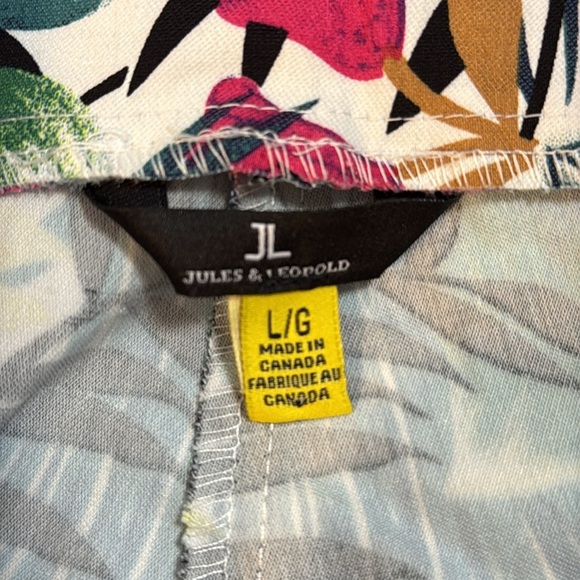 JL
JULES & LEOPOLD
L/G
MADE IN
CANADA
FABRIQUE AU
CANADA